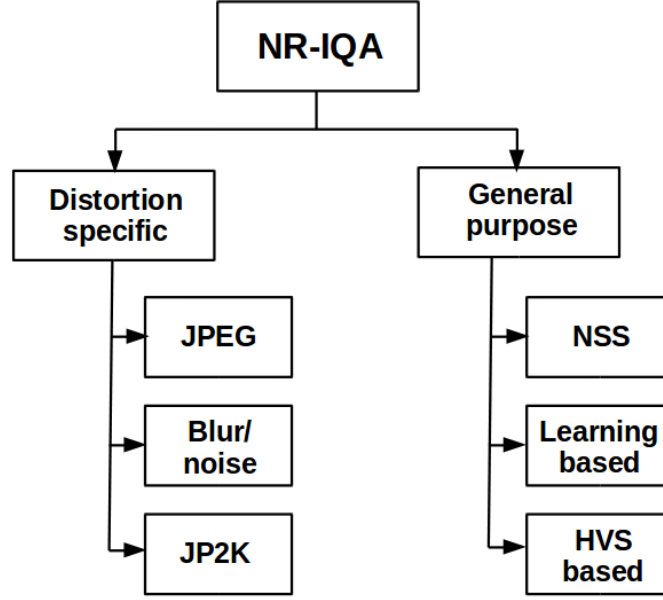 NR-IQA
Distortion
specific
General
purpose
JPEG
Blur/
noise
JP2K
NSS
Learning
based
HVS
based